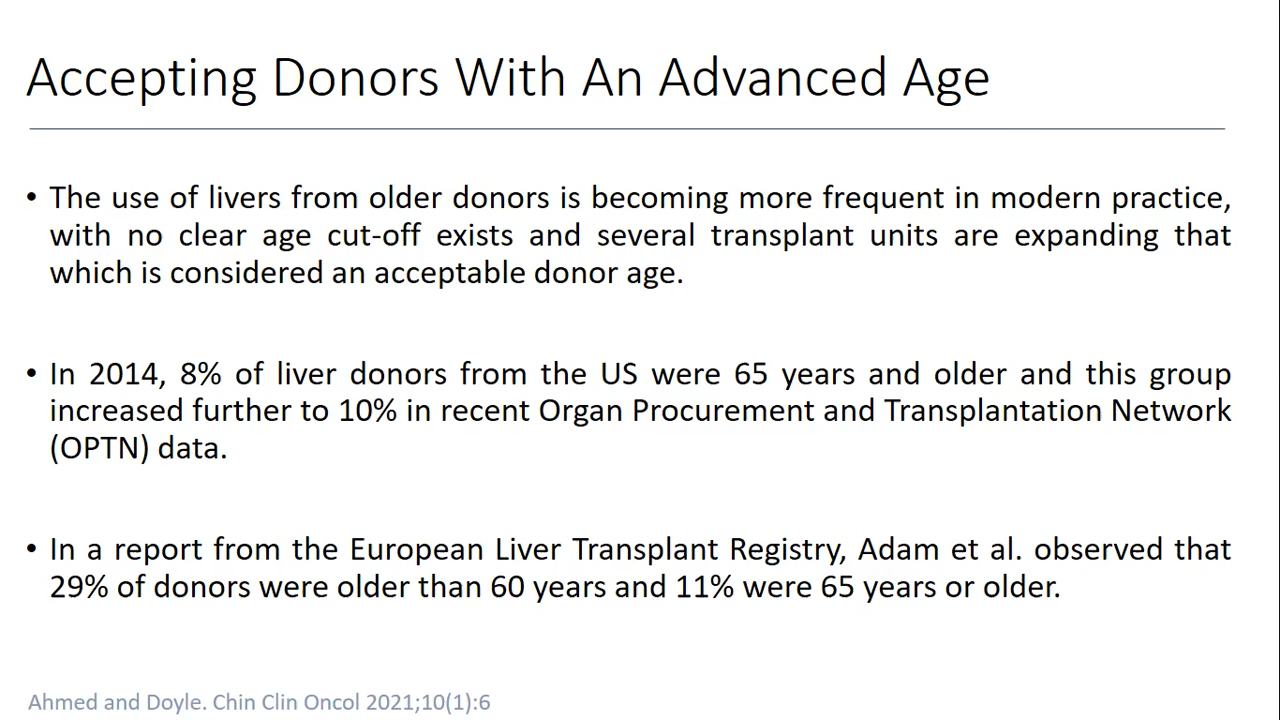 Accepting Donors With An Advanced Age
• The use of livers from older donors is becoming more frequent in modern practice,
with no clear age cut-off exists and several transplant units are expanding that
which is considered an acceptable donor age.
• In 2014, 8% of liver donors from the US were 65 years and older and this group
increased further to 10% in recent Organ Procurement and Transplantation Network
(OPTN) data.
• In a report from the European Liver Transplant Registry, Adam et al. observed that
29% of donors were older than 60 years and 11% were 65 years or older.
Ahmed and Doyle. Chin Clin Oncol 2021;10(1):6